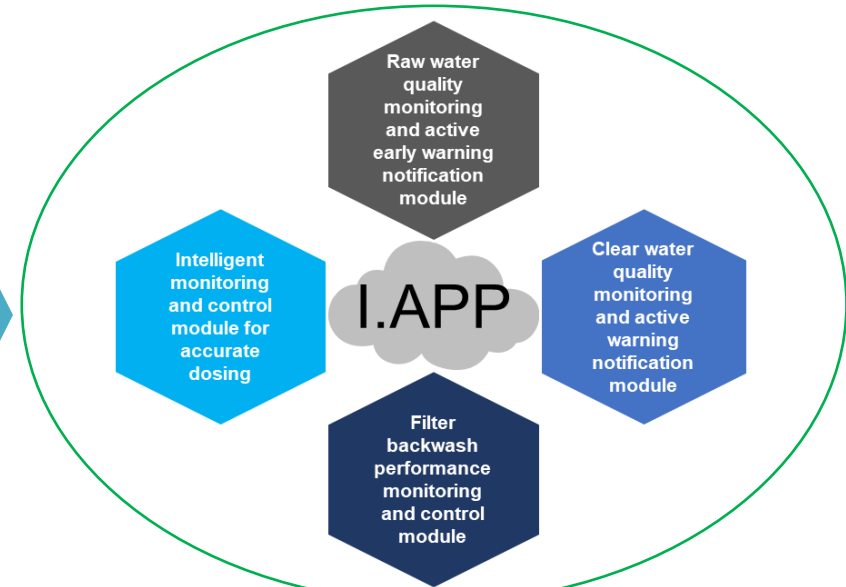 Raw water
quality
monitoring
and active
early warning
notification
module
Intelligent
monitoring
and control
module for
accurate
dosing
I.APP
Clear water
quality
monitoring
and active
warning
notification
module
Filter
backwash
performance
monitoring
and control
module